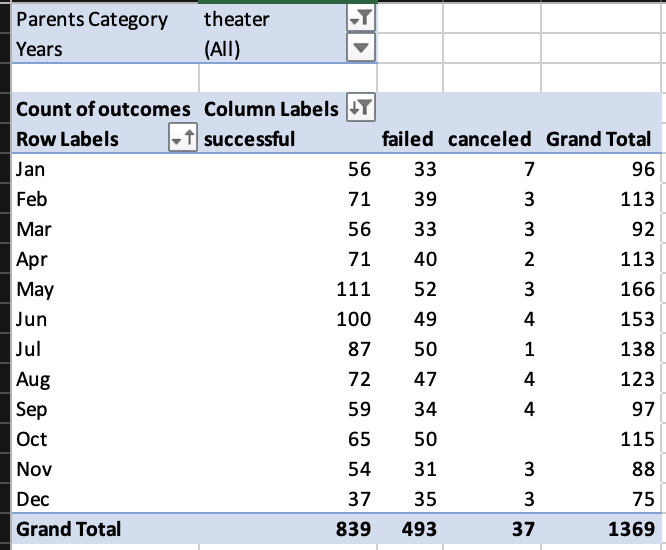 Parents Category theater
Years (All)
Count of outcomes Column Labels
Row Labels successful failed canceled Grand Total
Jan 56 33 7 96
Feb 71 39 3 113
Mar 56 33 3 92
Apr 71 40 2 113
May 111 52 3 166
Jun 100 49 4 153
Jul 87 50 1 138
Aug 72 47 4 123
Sep 59 34 4 97
Oct 65 50 115
Nov 54 31 3 88
Dec 37 35 3 75
Grand Total 839 493 37 1369